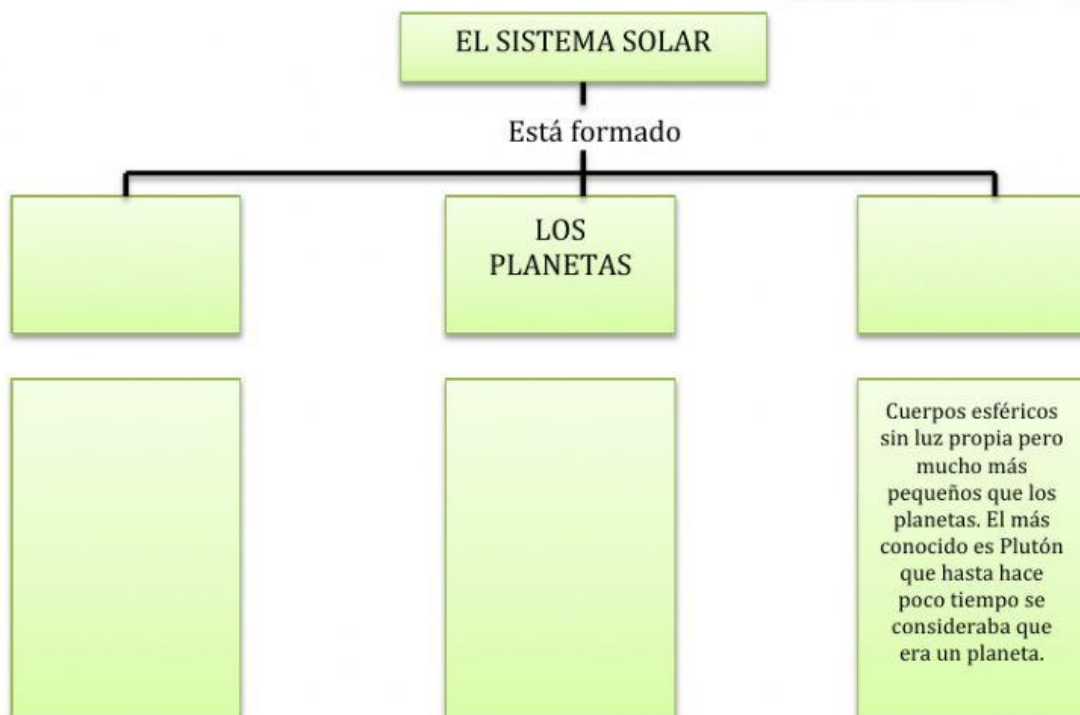 EL SISTEMA SOLAR
Está formado
LOS
PLANETAS
Cuerpos esféricos
sin luz propia pero
mucho más
pequeños que los
planetas. El más
conocido es Plutón
que hasta hace
poco tiempo se
consideraba que
era un planeta.